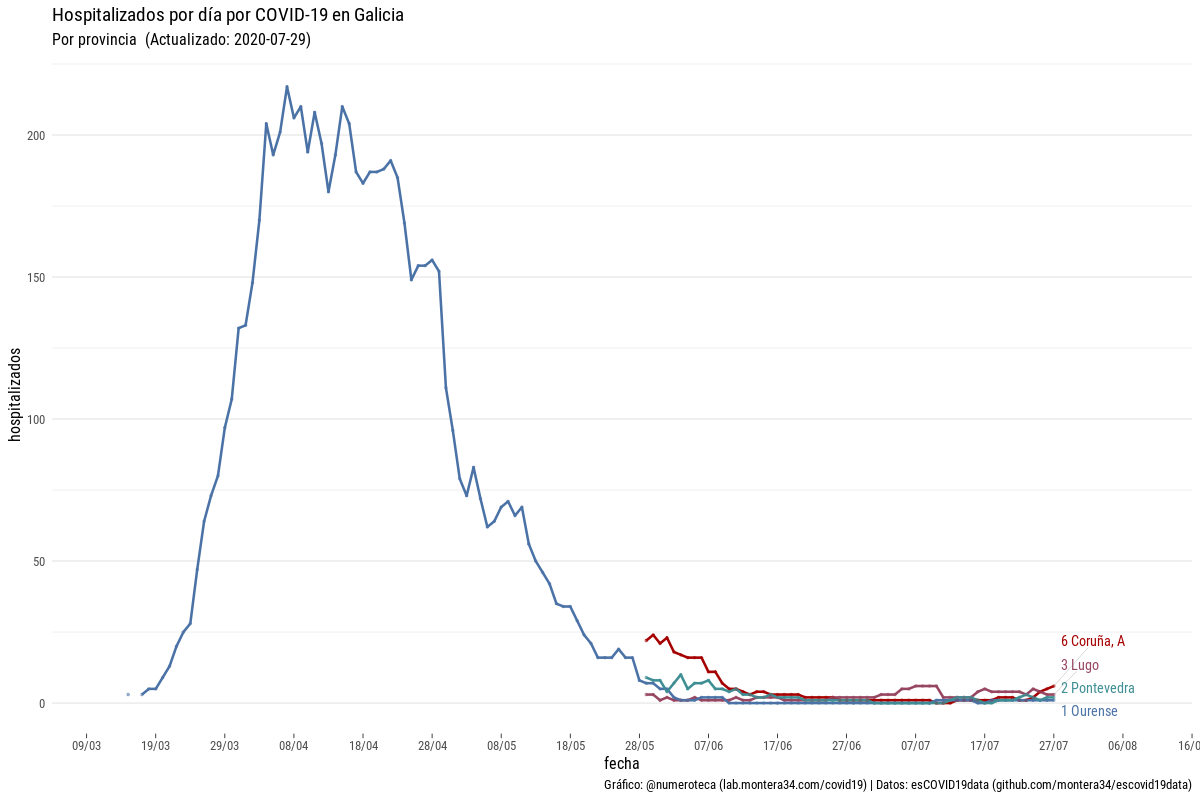 Hospitalizados por día por COVID-19 en Galicia
Por provincia (Actualizado: 2020-07-29)
hospitalizados
200
150
100
50
0
6 Coruña, A
3 Lugo
2 Pontevedra
1 Ourense
09/03 19/03 29/03 08/04 18/04 28/04 08/05 18/05 28/05 07/06 17/06 27/06 07/07 17/07 27/07 06/08 16/0
fecha
Gráfico: @numeroteca (lab.montera34.com/covid19) | Datos: esCOVID19data (github.com/montera34/escovid19data)